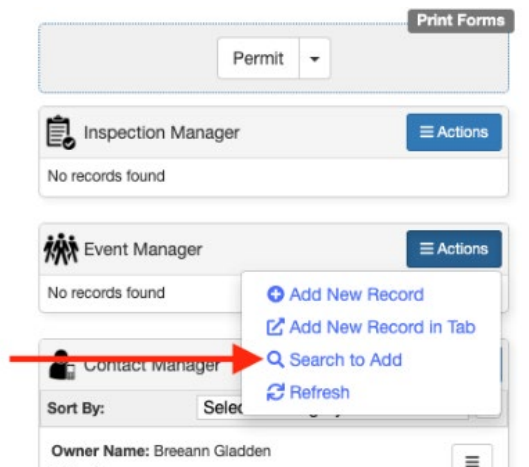 Print Forms
Permit
Inspection Manager
Actions
No records found
Event Manager
Actions
No records found
Add New Record
Add New Record in Tab
Search to Add
Refresh
Contact Manager
Sort By:
Owner Name: Breeann Gladden